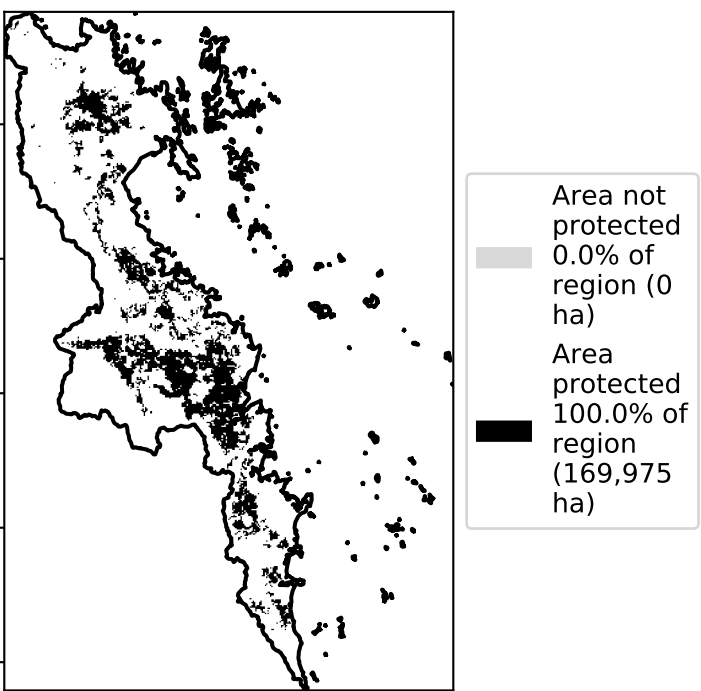 Area not
protected
0.0% of
region (0
ha)
Area
protected
100.0% of
region
(169,975
ha)